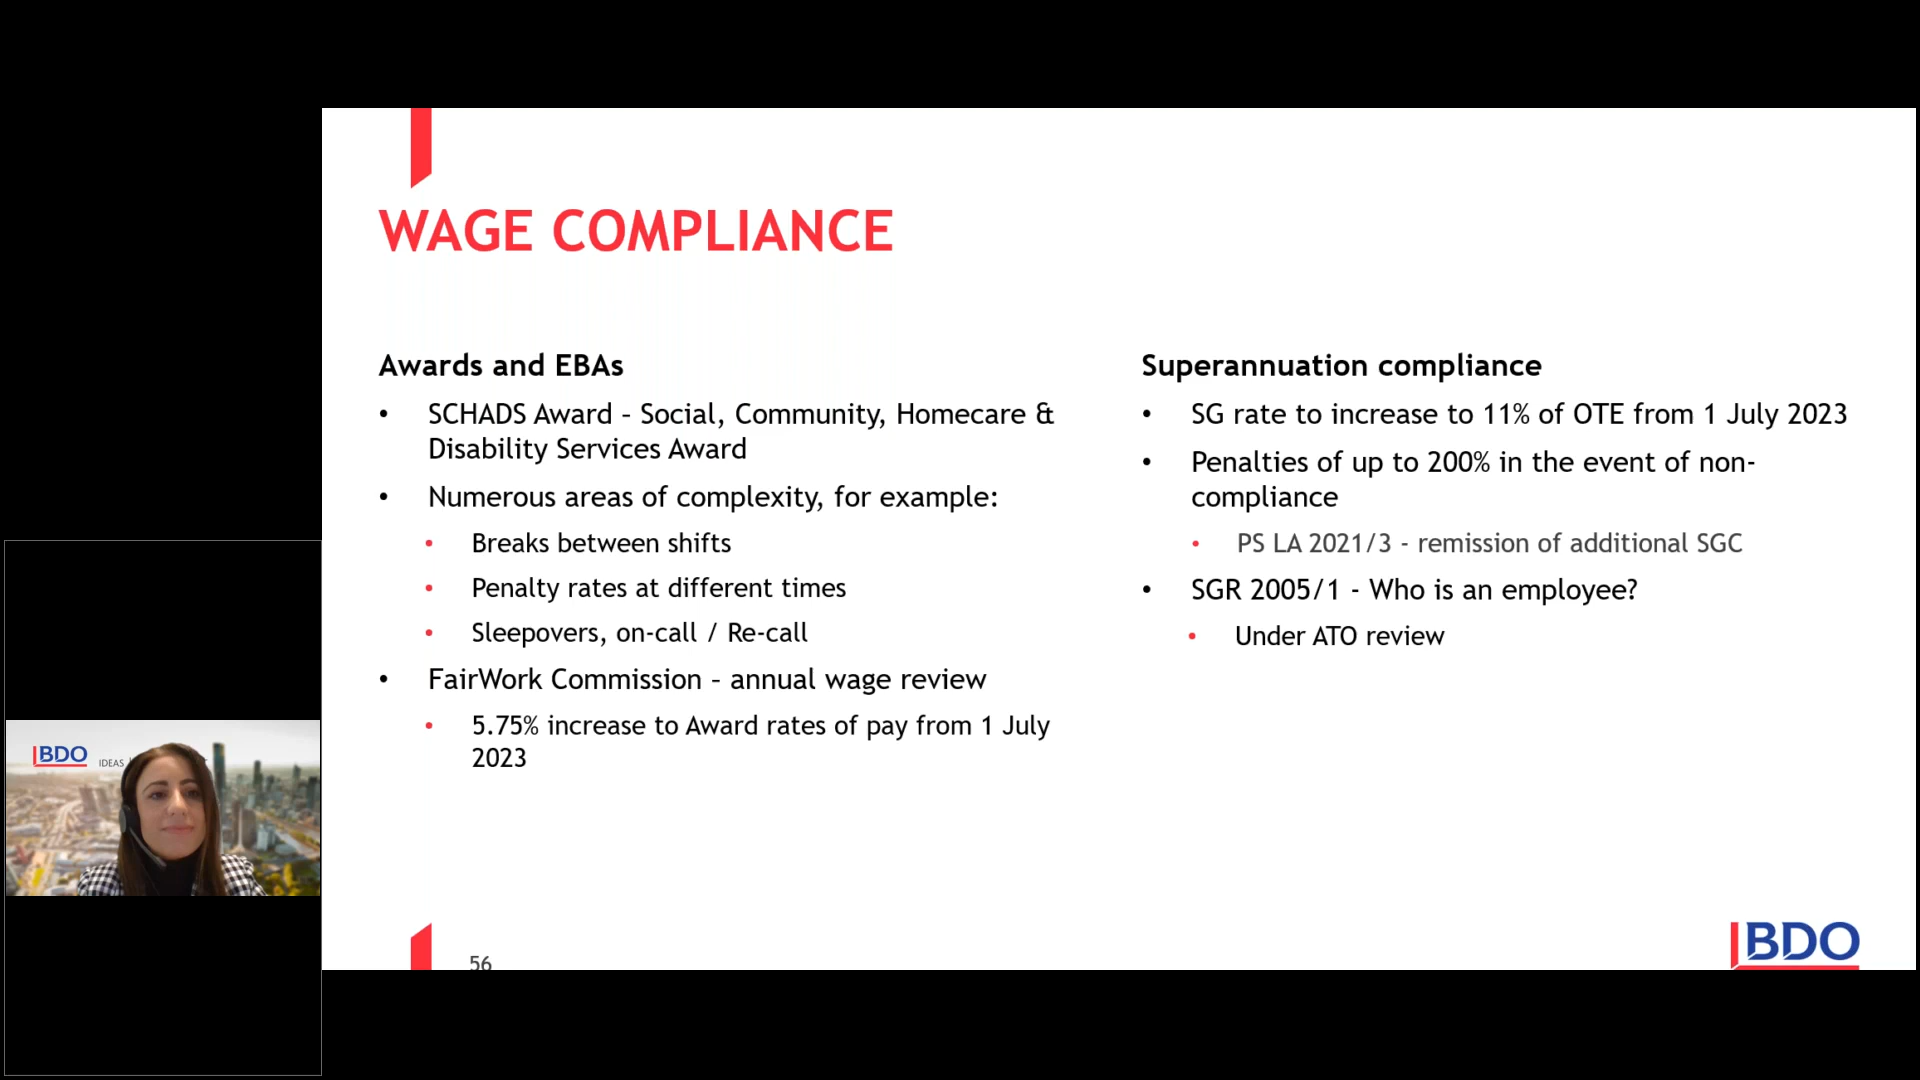 WAGE COMPLIANCE
Awards and EBAs
• SCHADS Award – Social, Community, Homecare &
Disability Services Award
• Numerous areas of complexity, for example:
• Breaks between shifts
• Penalty rates at different times
• Sleepovers, on-call / Re-call
• FairWork Commission – annual wage review
• 5.75% increase to Award rates of pay from 1 July
2023
Superannuation compliance
• SG rate to increase to 11% of OTE from 1 July 2023
• Penalties of up to 200% in the event of non-
compliance
• PS LA 2021/3 - remission of additional SGC
• SGR 2005/1 - Who is an employee?
• Under ATO review
BDO
IDEAS
56
BDO